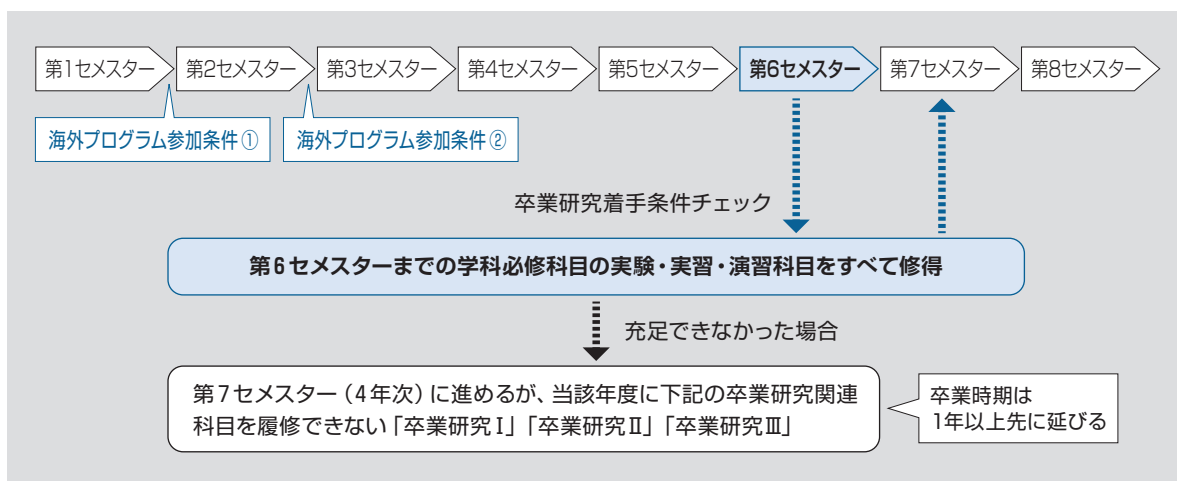 第1セメスター
第2セメスター
第3セメスター
第4セメスター
第5セメスター
第6セメスター
第7セメスター
第8セメスター
海外プログラム参加条件①
海外プログラム参加条件②
卒業研究着手条件チェック
第6セメスターまでの学科必修科目の実験・実習・演習科目をすべて修得
充足できなかった場合
第7セメスター(4年次)に進めるが、当該年度に下記の卒業研究関連
科目を履修できない「卒業研究Ⅰ」「卒業研究Ⅱ」「卒業研究Ⅲ」
卒業時期は
1年以上先に延びる